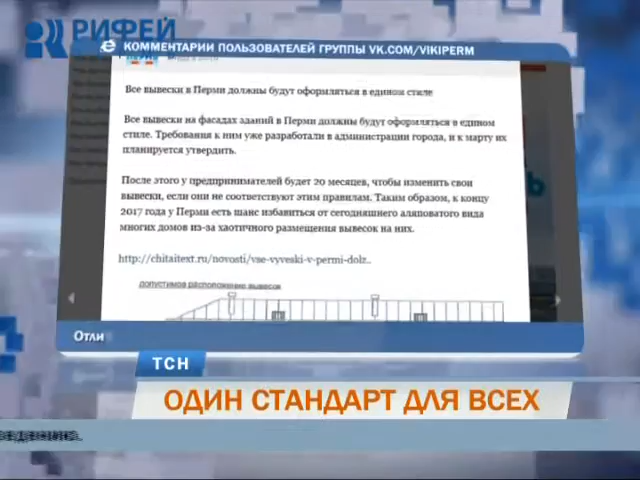 РИФЕЙ
КОММЕНТАРИИ ПОЛЬЗОВАТЕЛЕЙ ГРУППЫ VK.COM/VIKIPERM
Все вывески в Перми должны будут оформляться в едином стиле
Все вывески на фасадах зданий в Перми должны будут оформляться в едином
стиле. Требования к ним уже разработали в администрации города, и к марту их
планируется утвердить.
После этого у предпринимателей будет 20 месяцев, чтобы изменить свои
вывески, если они не соответствуют этим правилам. Таким образом, к концу
2017 года у Перми есть шанс избавиться от сегодняшнего аляповатого вида
многих домов из-за хаотичного размещения вывесок на них.
http://chitaitext.ru/novosti/vse-vyveski-v-permi-dolz..
допустимое расположение вывесок
Отли
ТСН
ОДИН СТАНДАРТ ДЛЯ ВСЕХ